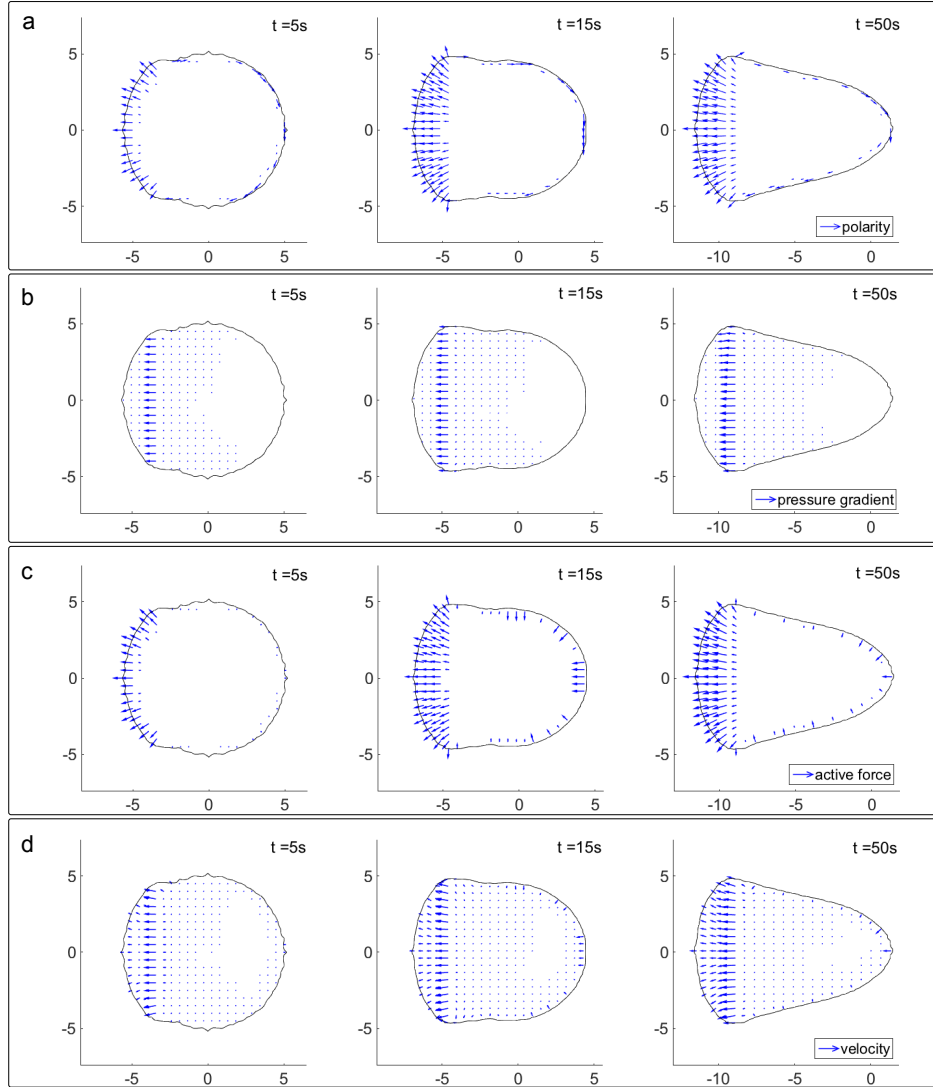 a
t =5s t =15s t =50s
5 5 5
0 0 0
-5 -5 -5
polarity
-5 0 5 -5 0 5 -10 -5 0
b
t =5s t =15s t =50s
5 5 5
0 0 0
-5 -5 -5
pressure gradient
-5 0 5 -5 0 5 -10 -5 0
c
t =5s t =15s t =50s
5 5 5
0 0 0
-5 -5 -5
active force
-5 0 5 -5 0 5 -10 -5 0
d
t =5s t =15s t =50s
5 5 5
0 0 0
-5 -5 -5
velocity
-5 0 5 -5 0 5 -10 -5 0